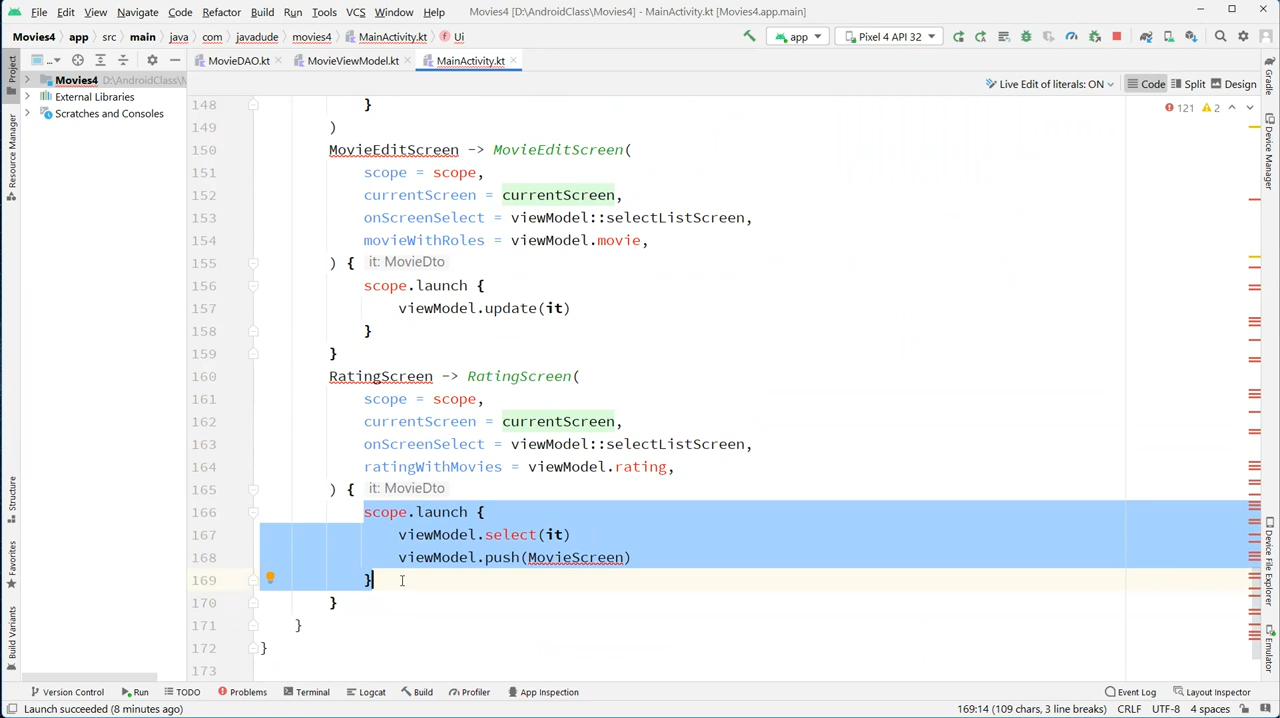 File Edit View Navigate Code Refactor Build Run Tools VCS Window Help Movies4 [D:\AndroidClass\Movies4] - MainActivity.kt [Movies4.app.main]
Movies4 app src main java com javadude movies4 MainActivity.kt Ui app Pixel 4 API 32
Project ... MovieDAO.kt MovieViewModel.kt MainActivity.kt Gradle
Movies4 D:\AndroidClass\M Live Edit of literals: ON Code Split Design
External Libraries
Scratches and Consoles
121 2
Resource Manager
Device Manager
148 }
149 )
150 MovieEditScreen -> MovieEditScreen(
151 scope = scope,
152 currentScreen = currentScreen,
153 onScreenSelect = viewModel::selectListScreen,
154 movieWithRoles = viewModel.movie,
155 ) { it: MovieDto
156 scope.launch {
157 viewModel.update(it)
158 }
159 }
160 RatingScreen -> RatingScreen(
161 scope = scope,
162 currentScreen = currentScreen,
163 onScreenSelect = viewModel::selectListScreen,
164 ratingWithMovies = viewModel.rating,
165 ) { it: MovieDto
166 scope.launch {
167 viewModel.select(it)
168 viewModel.push(MovieScreen)
169 }
170 }
171 }
172 }
173
Structure
Favorites
Build Variants
Device File Explorer
Emulator
Version Control Run TODO Problems Terminal Logcat Build Profiler App Inspection Event Log Layout Inspector
Launch succeeded (8 minutes ago) 169:14 (109 chars, 3 line breaks) CRLF UTF-8 4 spaces